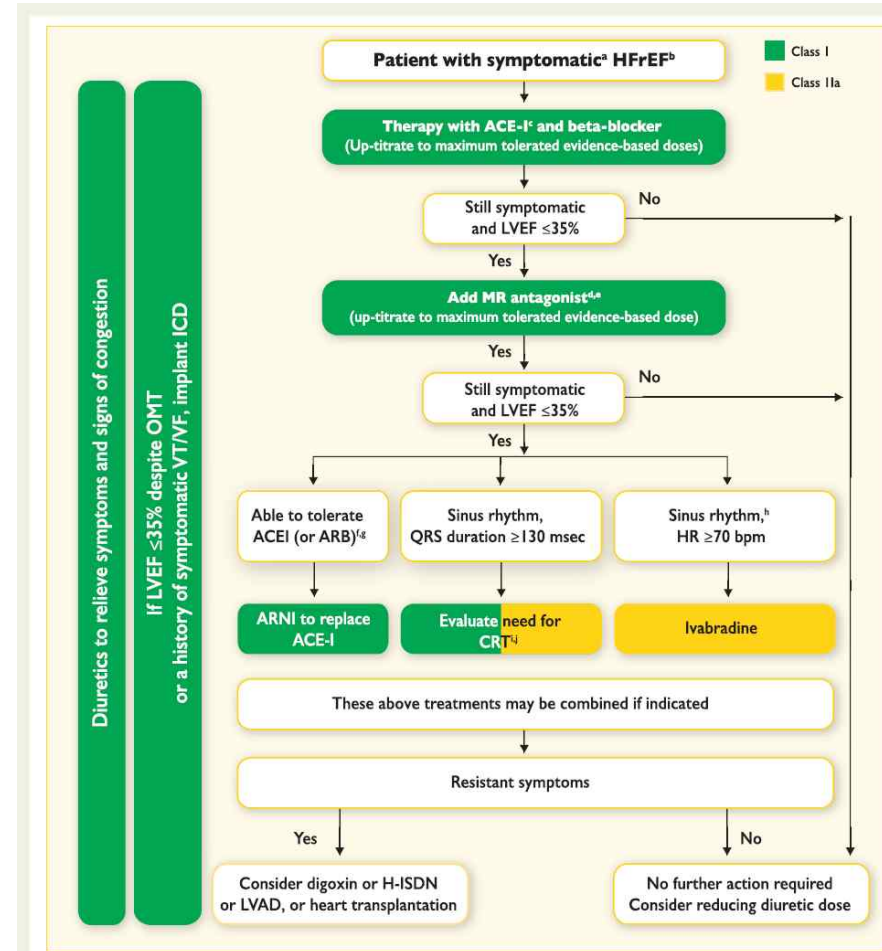 Patient with symptomaticᵃ HFrEFᵇ
Class I
Class IIa
Therapy with ACE-Iᶜ and beta-blocker
(Up-titrate to maximum tolerated evidence-based doses)
Still symptomatic
and LVEF ≤35%
No
Yes
Add MR antagonistᵈ,ᵉ
(up-titrate to maximum tolerated evidence-based dose)
Yes
Still symptomatic
and LVEF ≤35%
No
Yes
Able to tolerate
ACEI (or ARB)ᶠ,ᵍ
Sinus rhythm,
QRS duration ≥130 msec
Sinus rhythm,ʰ
HR ≥70 bpm
ARNI to replace
ACE-I
Evaluate need for
CRTⁱ,ʲ
Ivabradine
These above treatments may be combined if indicated
Resistant symptoms
Yes
No
Consider digoxin or H-ISDN
or LVAD, or heart transplantation
No further action required
Consider reducing diuretic dose
Diuretics to relieve symptoms and signs of congestion
If LVEF ≤35% despite OMT
or a history of symptomatic VT/VF, implant ICD